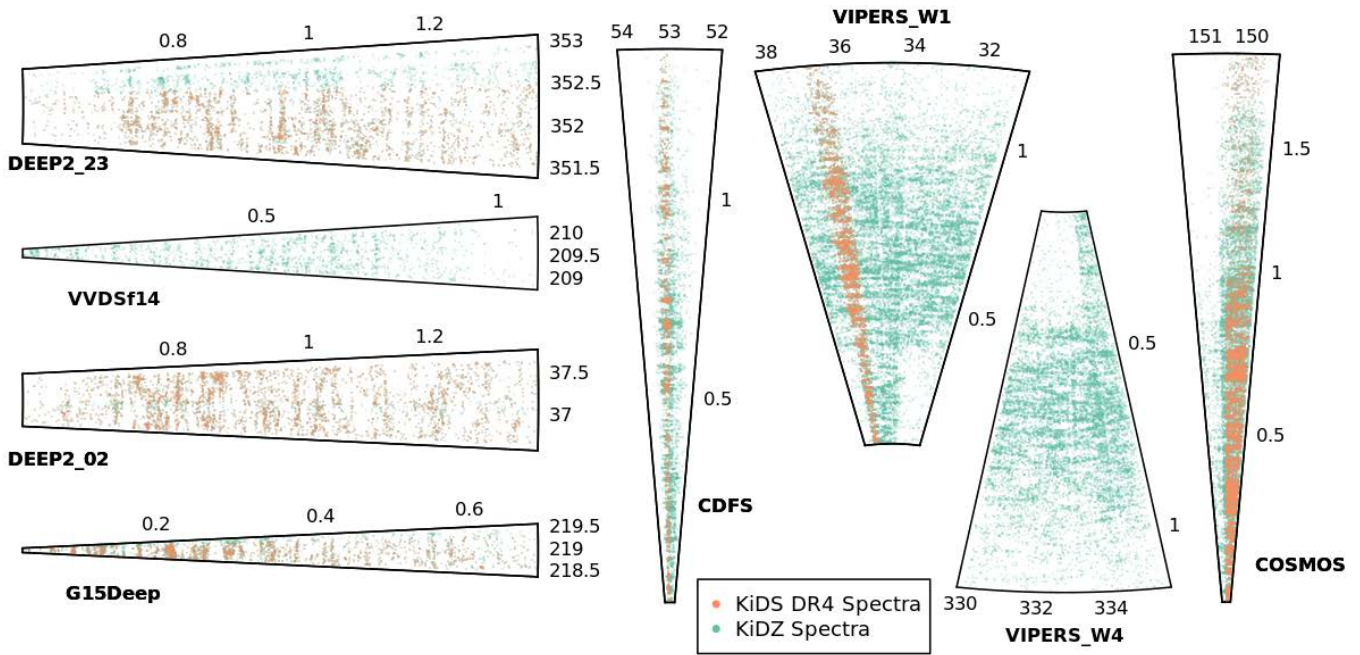 0.8 1 1.2
353
352.5
352
351.5
DEEP2_23
0.5 1
210
209.5
209
VVDSf14
0.8 1 1.2
37.5
37
DEEP2_02
0.2 0.4 0.6
219.5
219
218.5
G15Deep
54 53 52
1
0.5
CDFS
VIPERS_W1
38 36 34 32
1
0.5
0.5
1
330 332 334
VIPERS_W4
151 150
1.5
1
0.5
COSMOS
KiDS DR4 Spectra
KiDZ Spectra